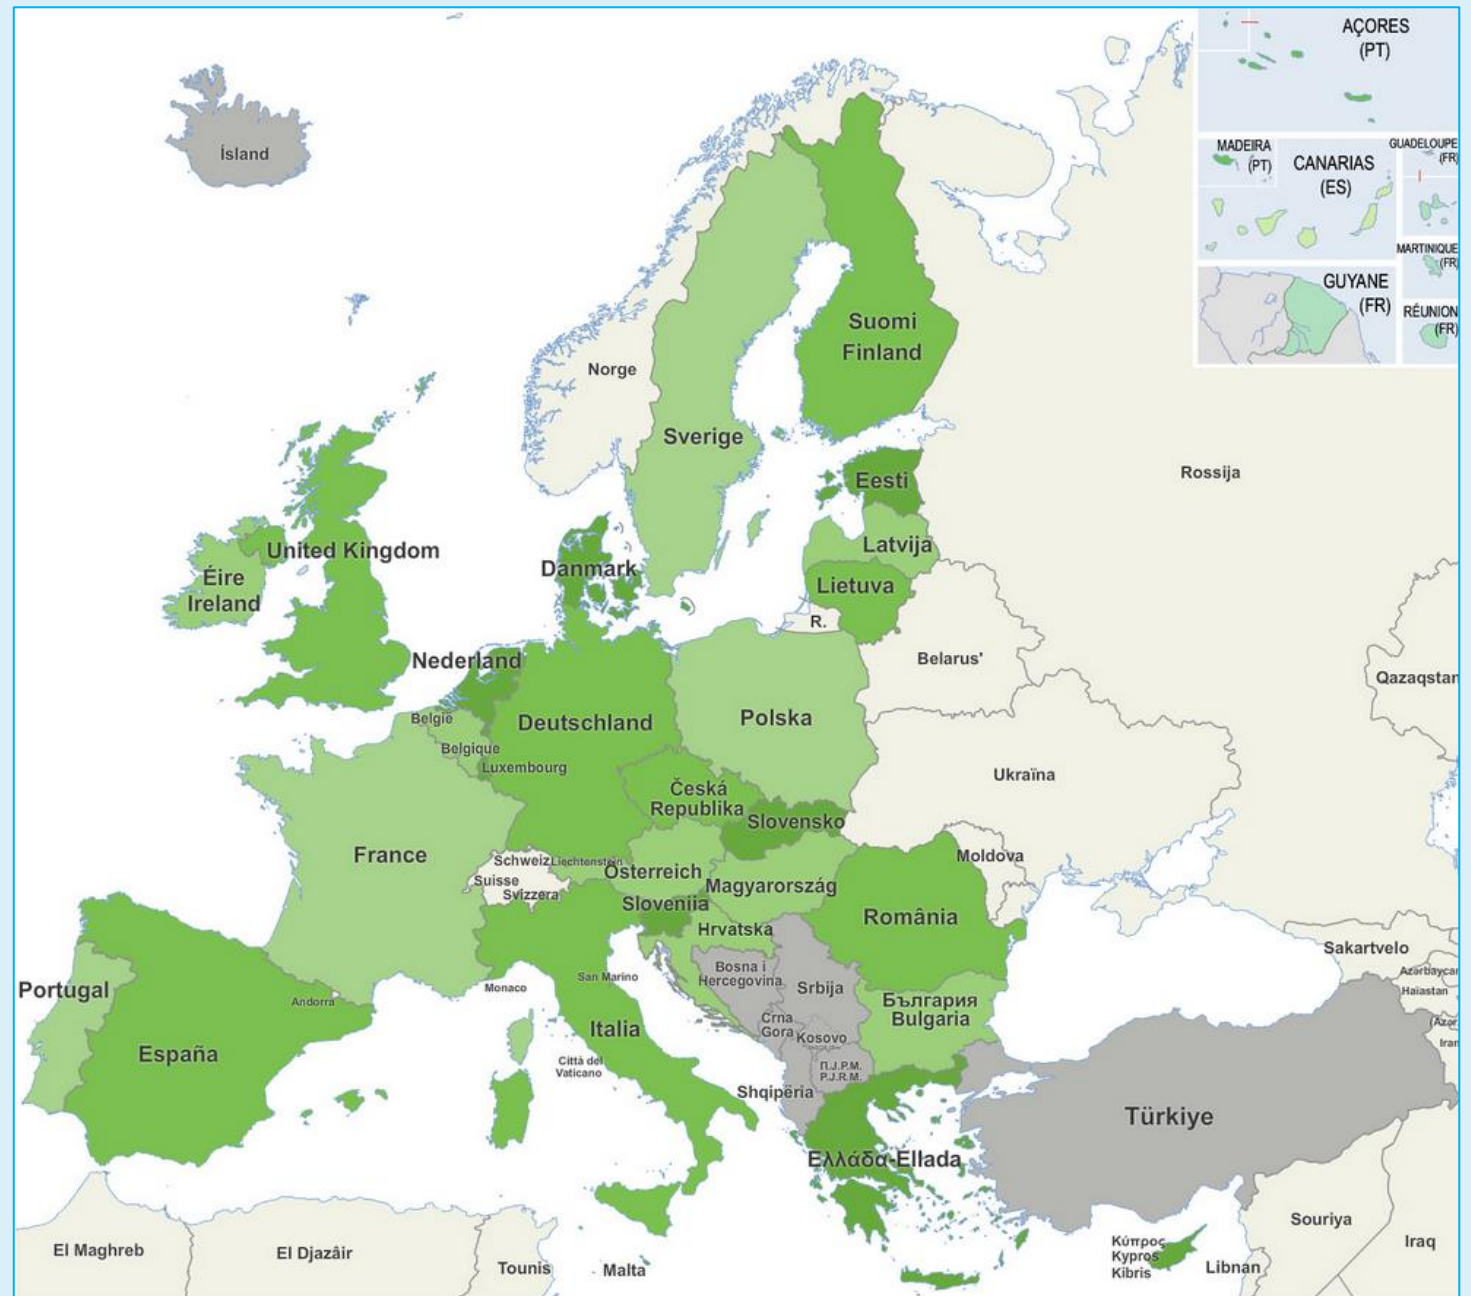 AÇORES
(PT)
MADEIRA
(PT)
CANARIAS
(ES)
GUADELOUPE
(FR)
MARTINIQUE
(FR)
GUYANE
(FR)
RÉUNION
(FR)
Ísland
Norge
Suomi
Finland
Sverige
Rossija
Eesti
Latvija
Lietuva
R.
Danmark
United Kingdom
Éire
Ireland
Nederland
Belarus'
Qazaqstan
België
Belgique
Luxembourg
Deutschland
Polska
Ukraïna
Česká
Republika
Slovensko
France
Schweiz
Suisse
Svizzera
Liechtenstein
Österreich
Magyarország
Moldova
Slovenija
România
Hrvatska
Portugal
España
Andorra
Monaco
San Marino
Italia
Città del
Vaticano
Bosna i
Hercegovina
Srbija
Crna
Gora
Kosovo
България
Bulgaria
П.Ј.Р.М.
P.J.R.M.
Shqipëria
Ελλάδα-Ellada
Türkiye
Sakartvelo
Azərbaycan
Haïastan
(Azər
Iran
El Maghreb
El Djazâir
Tounis
Malta
Κύπρος
Kypros
Kibris
Libnan
Souriya
Iraq